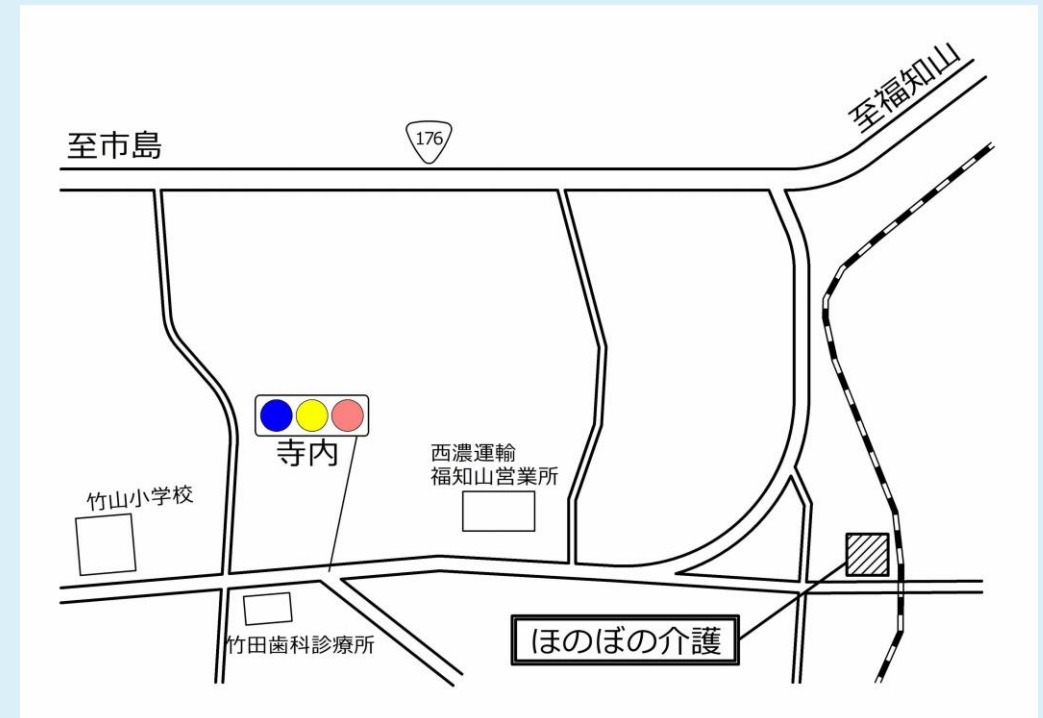 至福知山
至市島
176
寺内
西濃運輸
福知山営業所
竹山小学校
竹田歯科診療所
ほのぼの介護